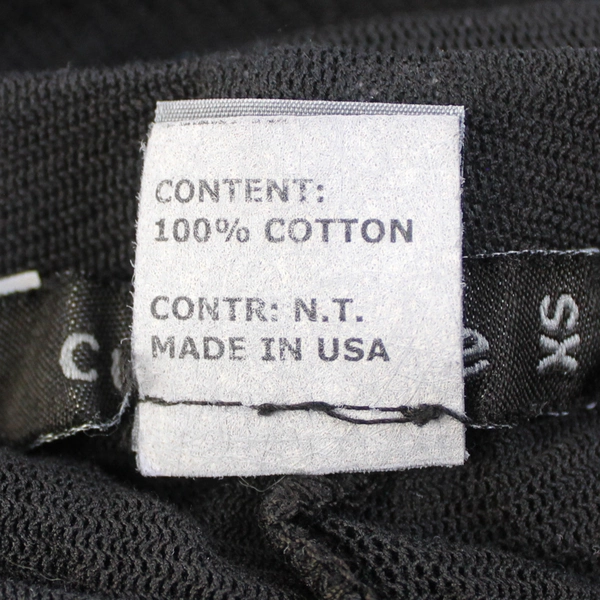 CONTENT:
100% COTTON
CONTR: N.T.
MADE IN USA
XS